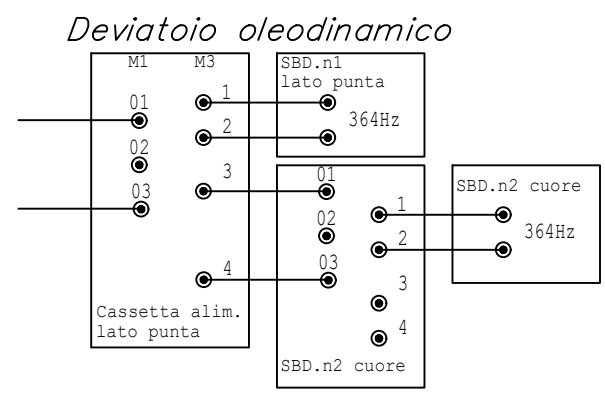 Deviatoio oleodinamico
M1 M3
SBD.n1
lato punta
364Hz
01
02
03
1
2
3
4
Cassetta alim.
lato punta
01
02
03
1
2
3
4
SBD.n2 cuore
SBD.n2 cuore
364Hz